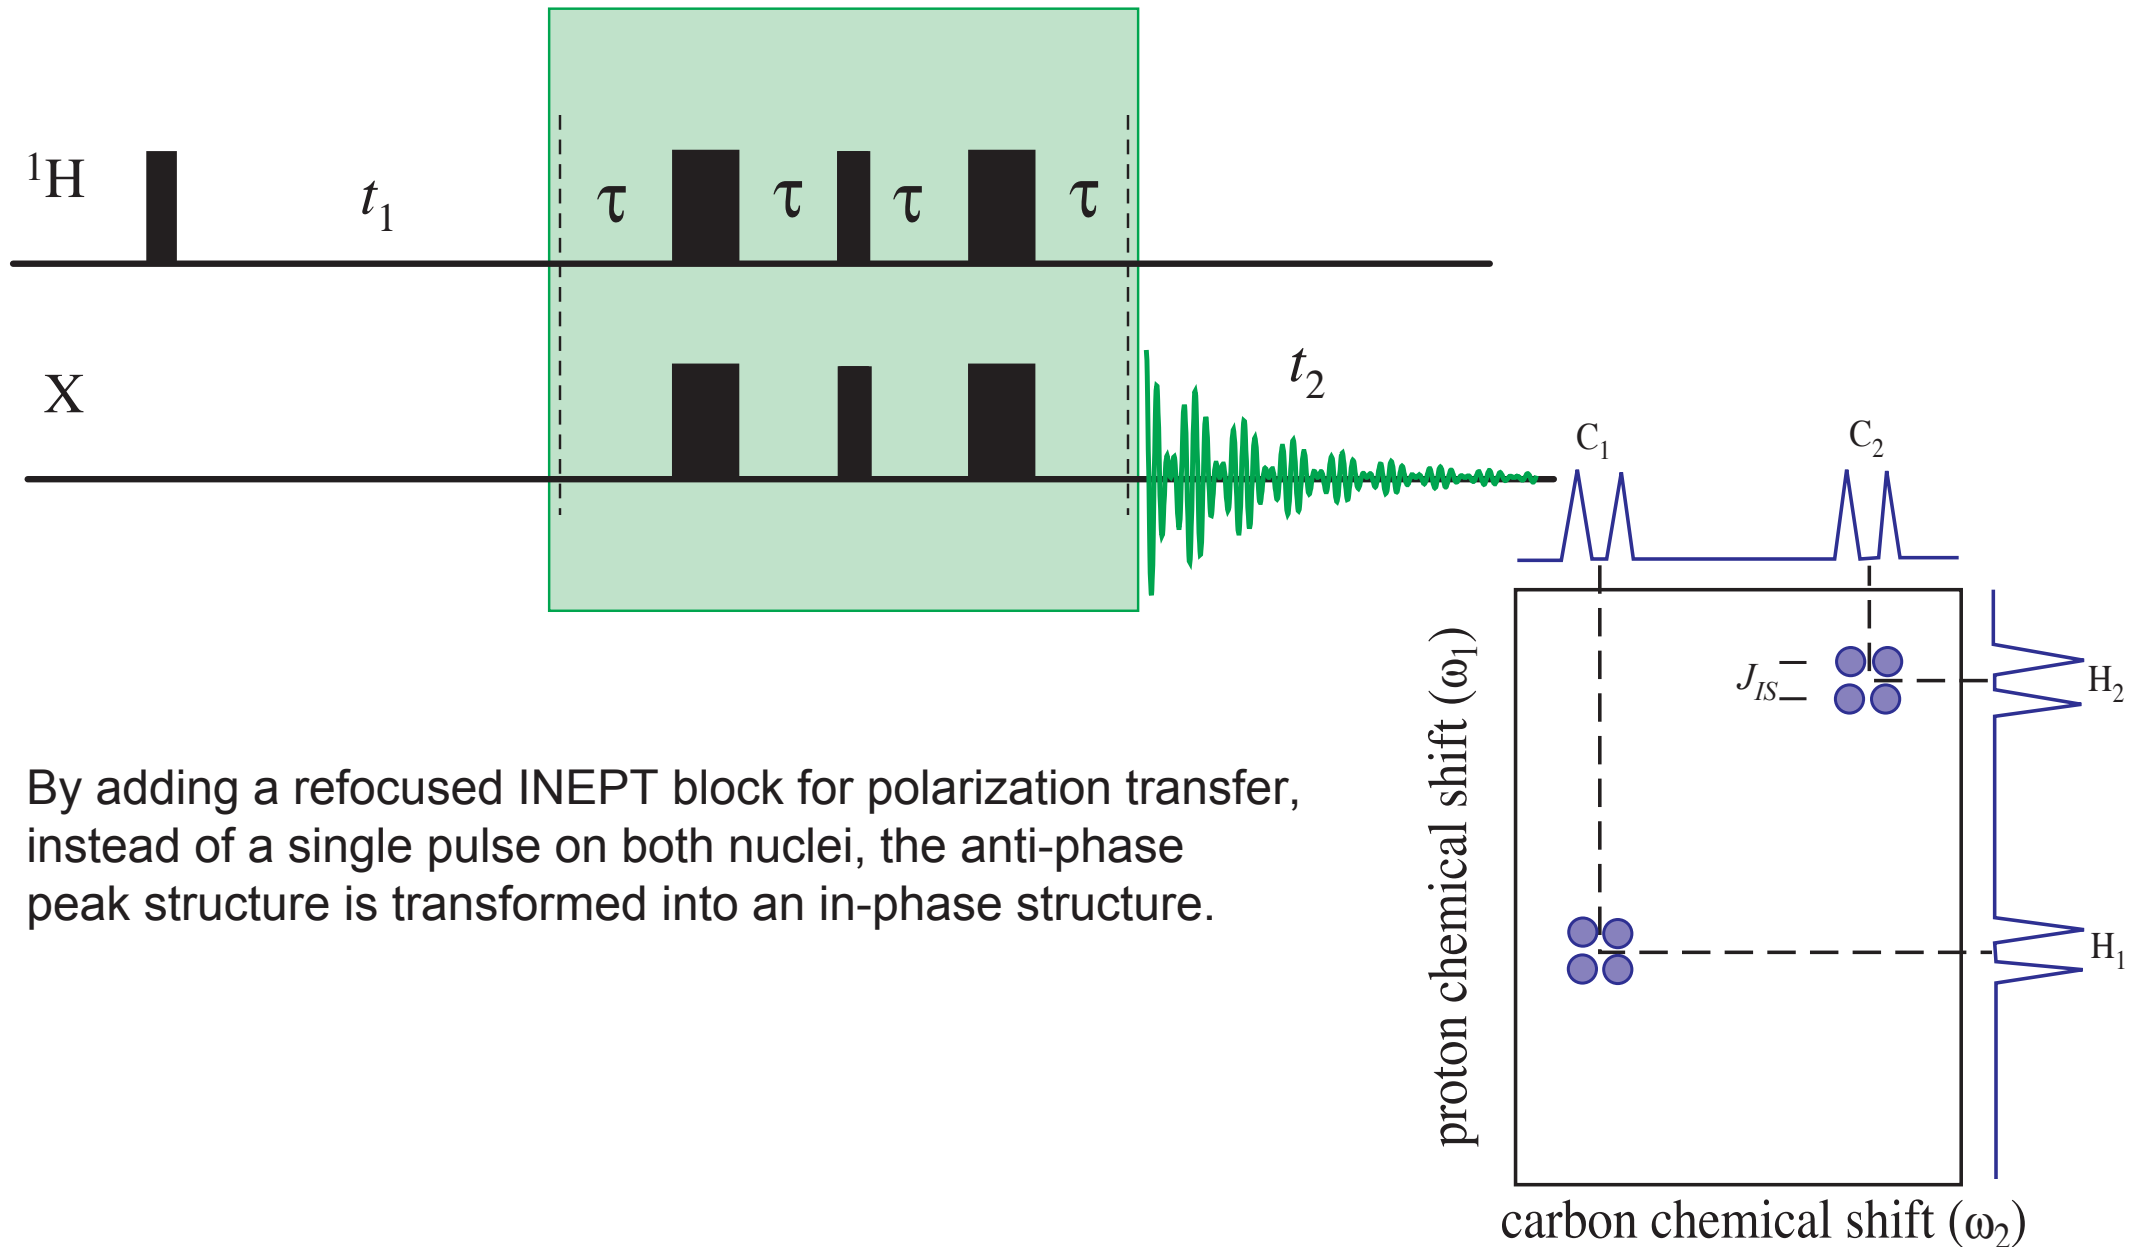 ¹H
t₁
τ τ τ τ
X
t₂
C₁ C₂
proton chemical shift (ω₁)
J_IS
H₂
H₁
By adding a refocused INEPT block for polarization transfer,
instead of a single pulse on both nuclei, the anti-phase
peak structure is transformed into an in-phase structure.
carbon chemical shift (ω₂)